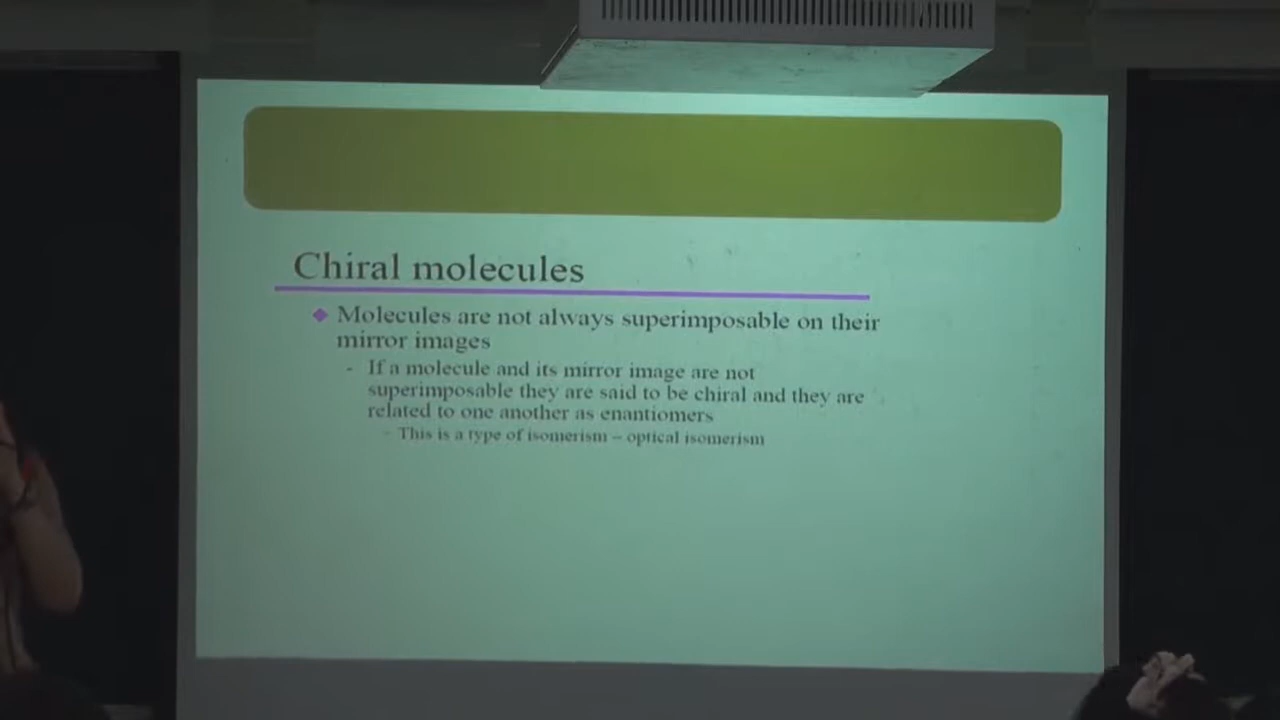 Chiral molecules
Molecules are not always superimposable on their
mirror images
- If a molecule and its mirror image are not
superimposable they are said to be chiral and they are
related to one another as enantiomers
- This is a type of isomerism – optical isomerism